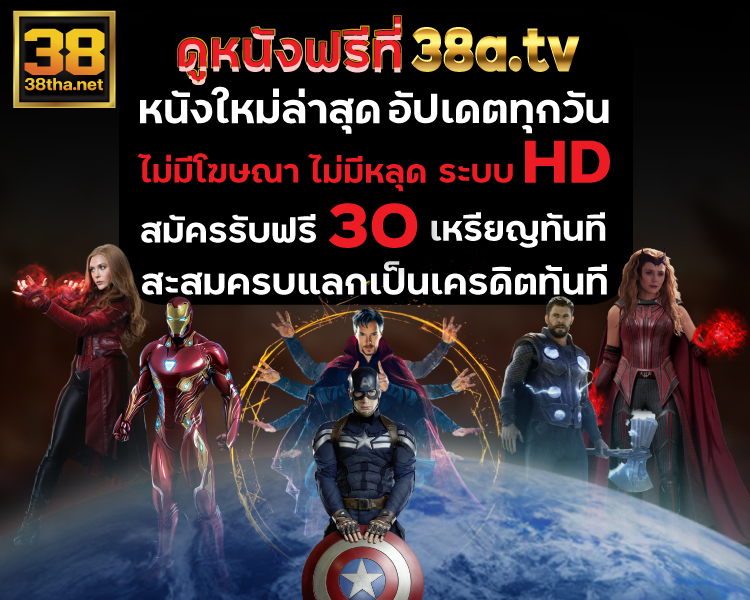 38
38tha.net
ดูหนังฟรีที่ 38a.tv
หนังใหม่ล่าสุด อัปเดตทุกวัน
ไม่มีโฆษณา ไม่มีหลุด ระบบ HD
สมัครรับฟรี 30 เหรียญทันที
สะสมครบแลกเป็นเครดิตทันที